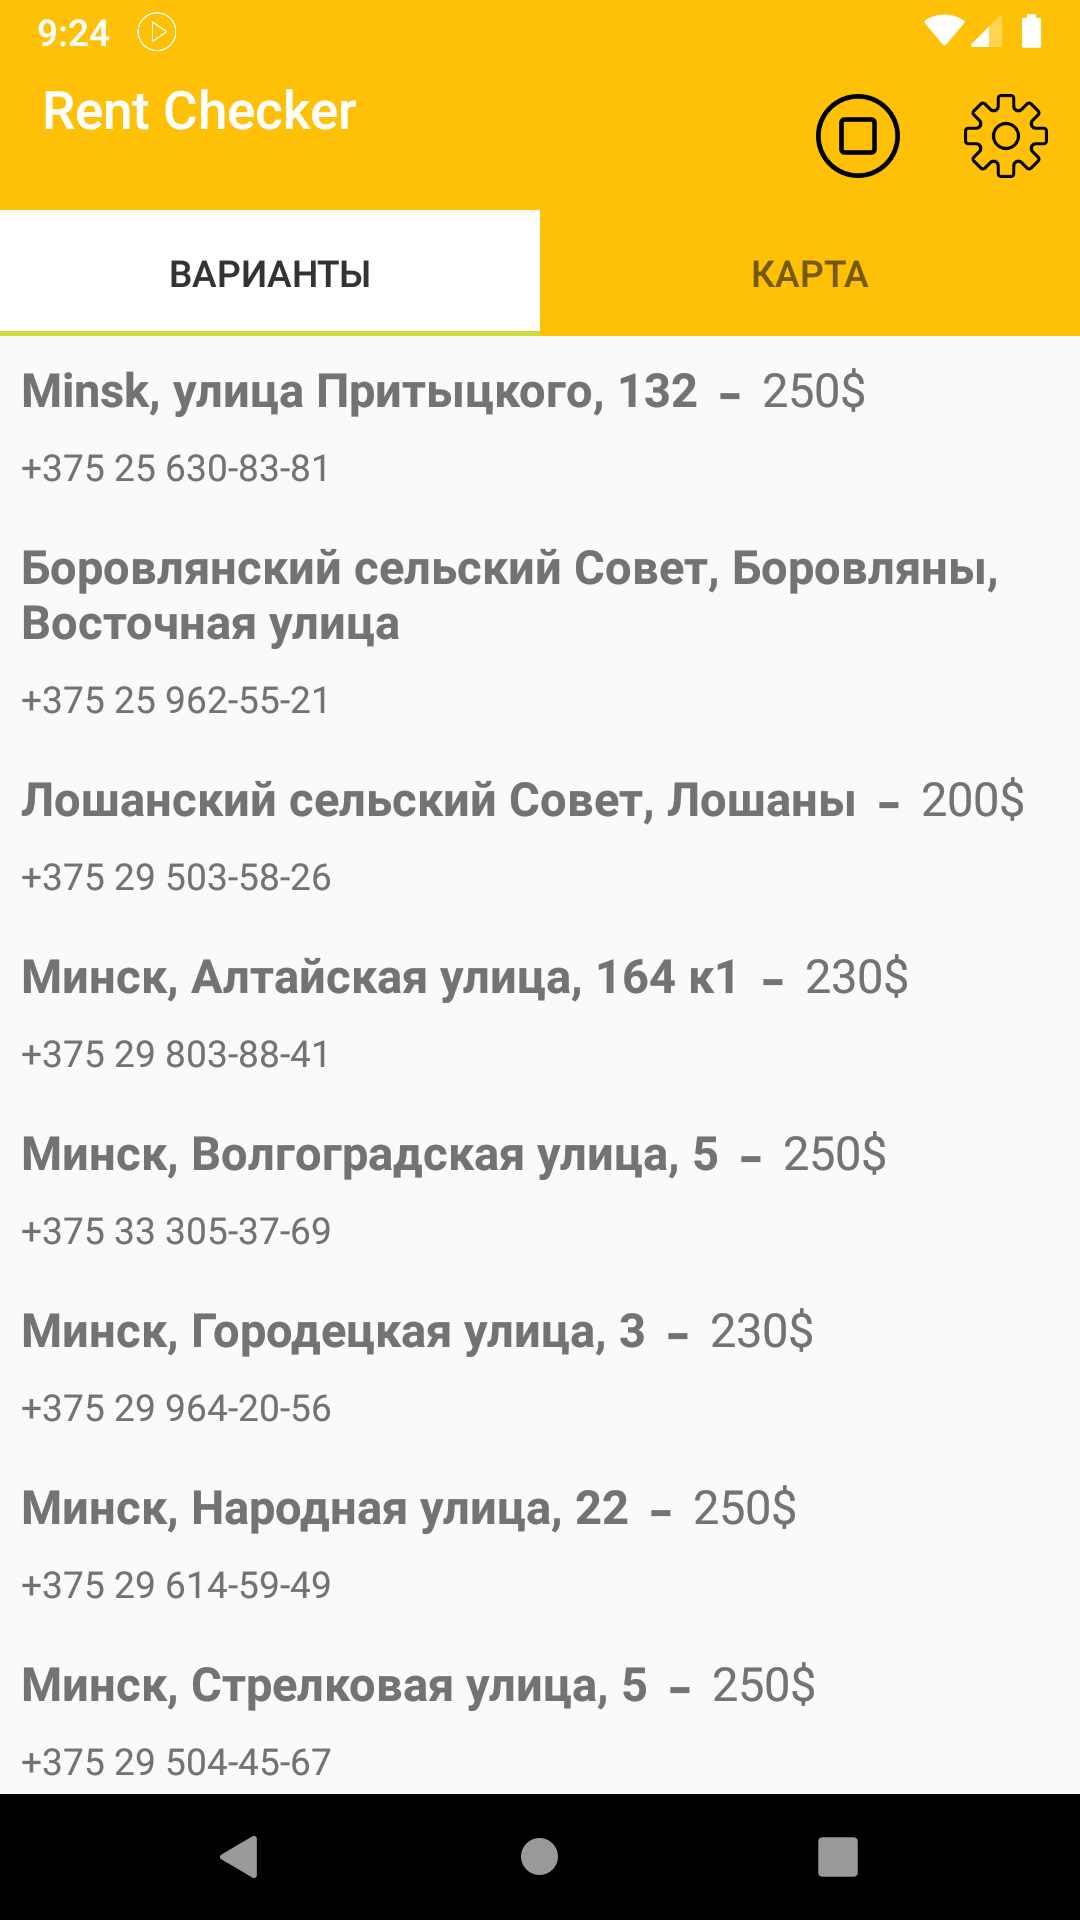 9:24
Rent Checker
ВАРИАНТЫ
КАРТА
Minsk, улица Притыцкого, 132 - 250$
+375 25 630-83-81
Боровлянский сельский Совет, Боровляны,
Восточная улица
+375 25 962-55-21
Лошанский сельский Совет, Лошаны - 200$
+375 29 503-58-26
Минск, Алтайская улица, 164 к1 - 230$
+375 29 803-88-41
Минск, Волгоградская улица, 5 - 250$
+375 33 305-37-69
Минск, Городецкая улица, 3 - 230$
+375 29 964-20-56
Минск, Народная улица, 22 - 250$
+375 29 614-59-49
Минск, Стрелковая улица, 5 - 250$
+375 29 504-45-67